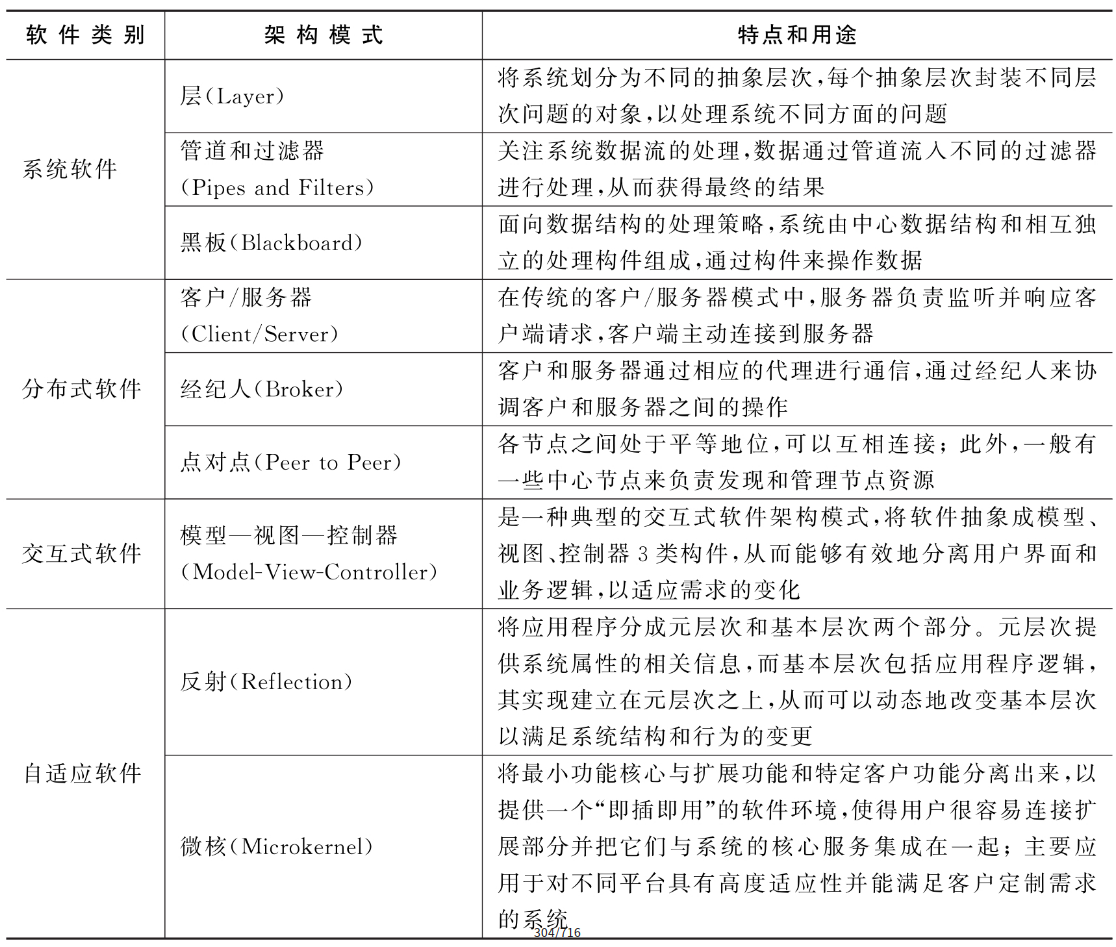 软件类别 架构模式 特点和用途
系统软件
层(Layer)
将系统划分为不同的抽象层次,每个抽象层次封装不同层
次问题的对象,以处理系统不同方面的问题
管道和过滤器
(Pipes and Filters)
关注系统数据流的处理,数据通过管道流入不同的过滤器
进行处理,从而获得最终的结果
黑板(Blackboard)
面向数据结构的处理策略,系统由中心数据结构和相互独
立的处理构件组成,通过构件来操作数据
分布式软件
客户/服务器
(Client/Server)
在传统的客户/服务器模式中,服务器负责监听并响应客
户端请求,客户端主动连接到服务器
经纪人(Broker)
客户和服务器通过相应的代理进行通信,通过经纪人来协
调客户和服务器之间的操作
点对点(Peer to Peer)
各节点之间处于平等地位,可以互相连接;此外,一般有
一些中心节点来负责发现和管理节点资源
交互式软件
模型—视图—控制器
(Model-View-Controller)
是一种典型的交互式软件架构模式,将软件抽象成模型、
视图、控制器 3 类构件,从而能够有效地分离用户界面和
业务逻辑,以适应需求的变化
自适应软件
反射(Reflection)
将应用程序分成元层次和基本层次两个部分。元层次提
供系统属性的相关信息,而基本层次包括应用程序逻辑,
其实现建立在元层次之上,从而可以动态地改变基本层次
以满足系统结构和行为的变更
微核(Microkernel)
将最小功能核心与扩展功能和特定客户功能分离出来,以
提供一个“即插即用”的软件环境,使得用户很容易连接扩
展部分并把它们与系统的核心服务集成在一起;主要应
用于对不同平台具有高度适应性并能满足客户定制需求
的系统
304/716